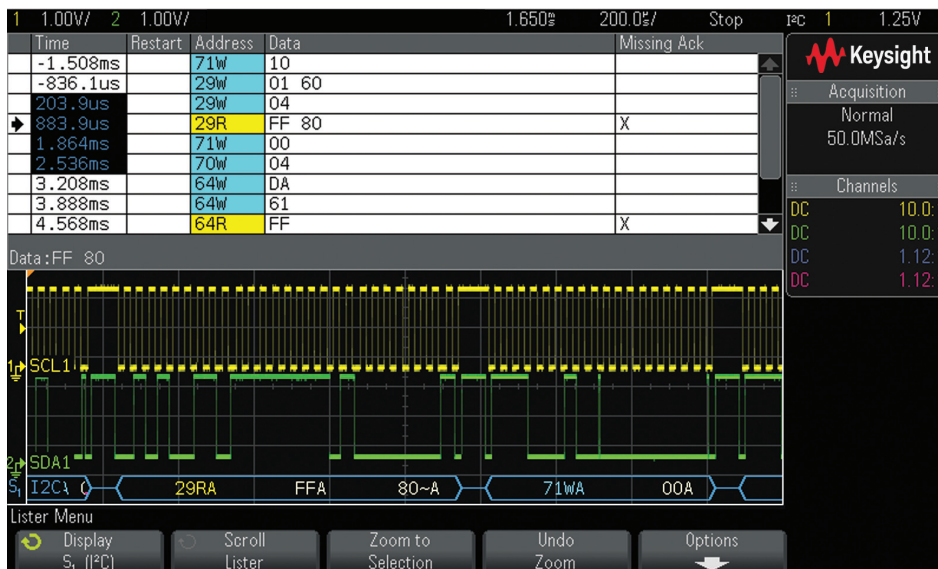 1 1.00V/ 2 1.00V/ 1.650ms 200.0s/ Stop I²C 1 1.25V
Time Restart Address Data Missing Ack
-1.508ms 71W 10
-836.1us 29W 01 60
203.9us 29W 04
883.9us 29R FF 80 X
1.864ms 71W 00
2.536ms 70W 04
3.208ms 64W DA
3.888ms 64W 61
4.568ms 64R FF X
Data:FF 80
Keysight
Acquisition
Normal
50.0MSa/s
Channels
DC 10.0:
DC 10.0:
DC 1.12:
DC 1.12:
T
1 SCL1
2 SDA1
S₁ I2C 29RA FFA 80~A 71WA 00A
Lister Menu
Display Scroll Zoom to Undo Options
S₁ (I²C) Lister Selection Zoom